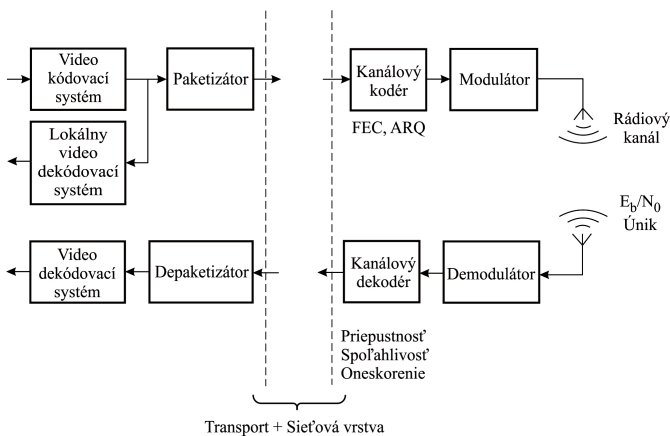 Video
kódovací
systém
Paketizátor
Kanálový
kodér
Modulátor
FEC, ARQ
Rádiový
kanál
Lokálny
video
dekódovací
systém
E_b/N_0
Únik
Video
dekódovací
systém
Depaketizátor
Kanálový
dekodér
Demodulátor
Priepustnosť
Spoľahlivosť
Oneskorenie
Transport + Sieťová vrstva